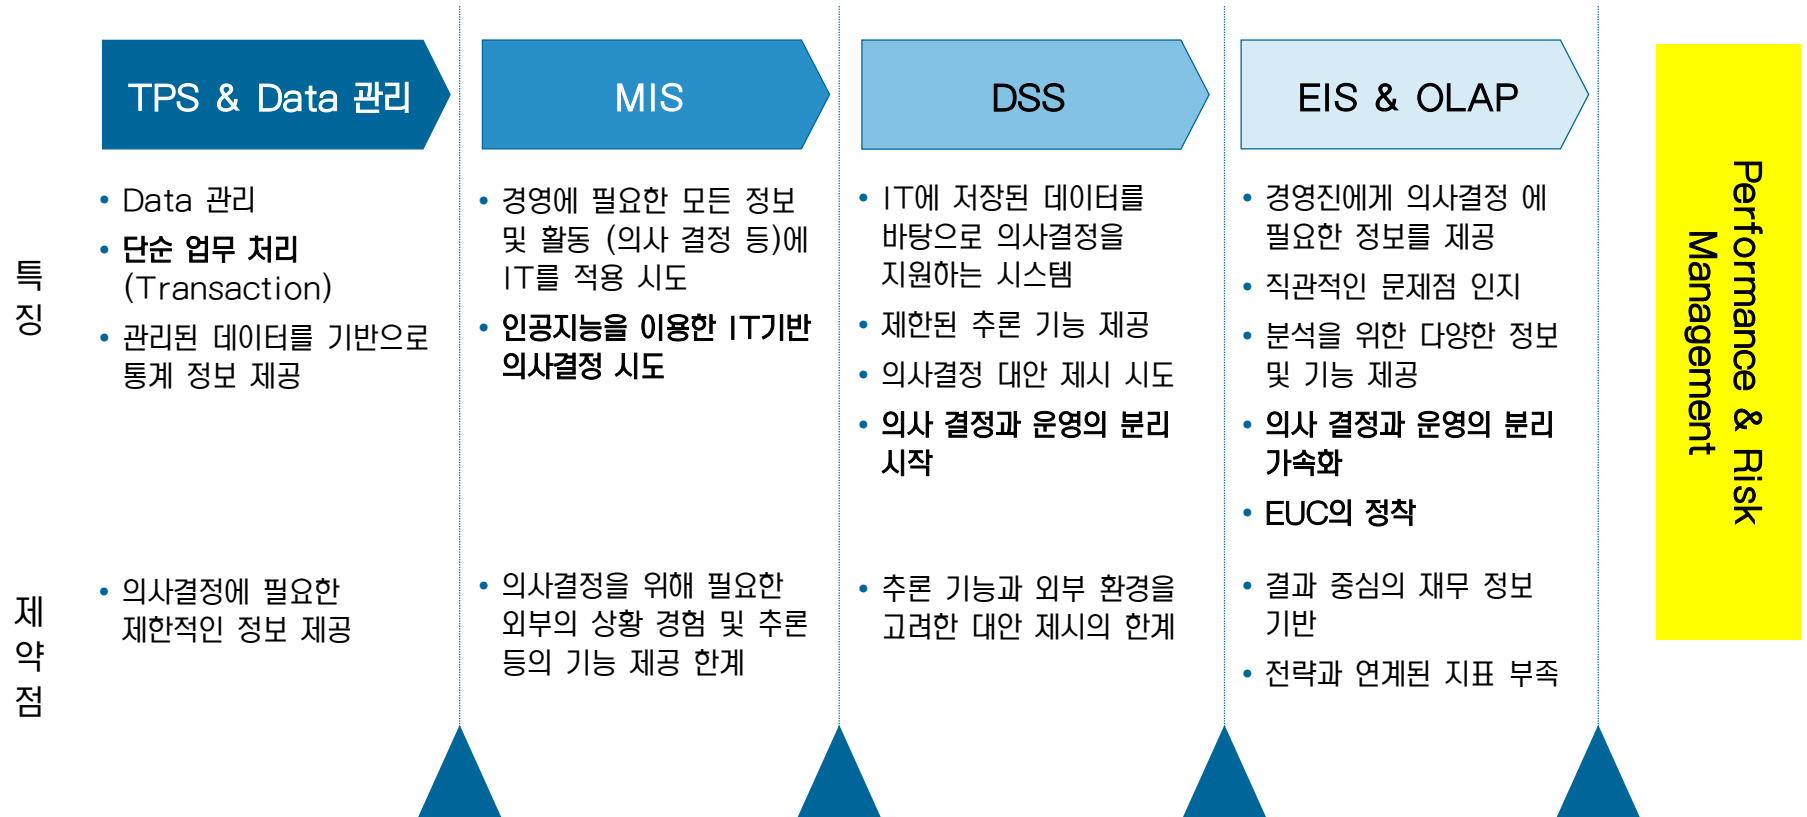 TPS & Data 관리
MIS
DSS
EIS & OLAP
특
징
• Data 관리
• 단순 업무 처리
(Transaction)
• 관리된 데이터를 기반으로
통계 정보 제공
• 경영에 필요한 모든 정보
및 활동 (의사 결정 등)에
IT를 적용 시도
• 인공지능을 이용한 IT기반
의사결정 시도
• IT에 저장된 데이터를
바탕으로 의사결정을
지원하는 시스템
• 제한된 추론 기능 제공
• 의사결정 대안 제시 시도
• 의사 결정과 운영의 분리
시작
• 경영진에게 의사결정 에
필요한 정보를 제공
• 직관적인 문제점 인지
• 분석을 위한 다양한 정보
및 기능 제공
• 의사 결정과 운영의 분리
가속화
• EUC의 정착
제
약
점
• 의사결정에 필요한
제한적인 정보 제공
• 의사결정을 위해 필요한
외부의 상황 경험 및 추론
등의 기능 제공 한계
• 추론 기능과 외부 환경을
고려한 대안 제시의 한계
• 결과 중심의 재무 정보
기반
• 전략과 연계된 지표 부족
Performance & Risk
Management